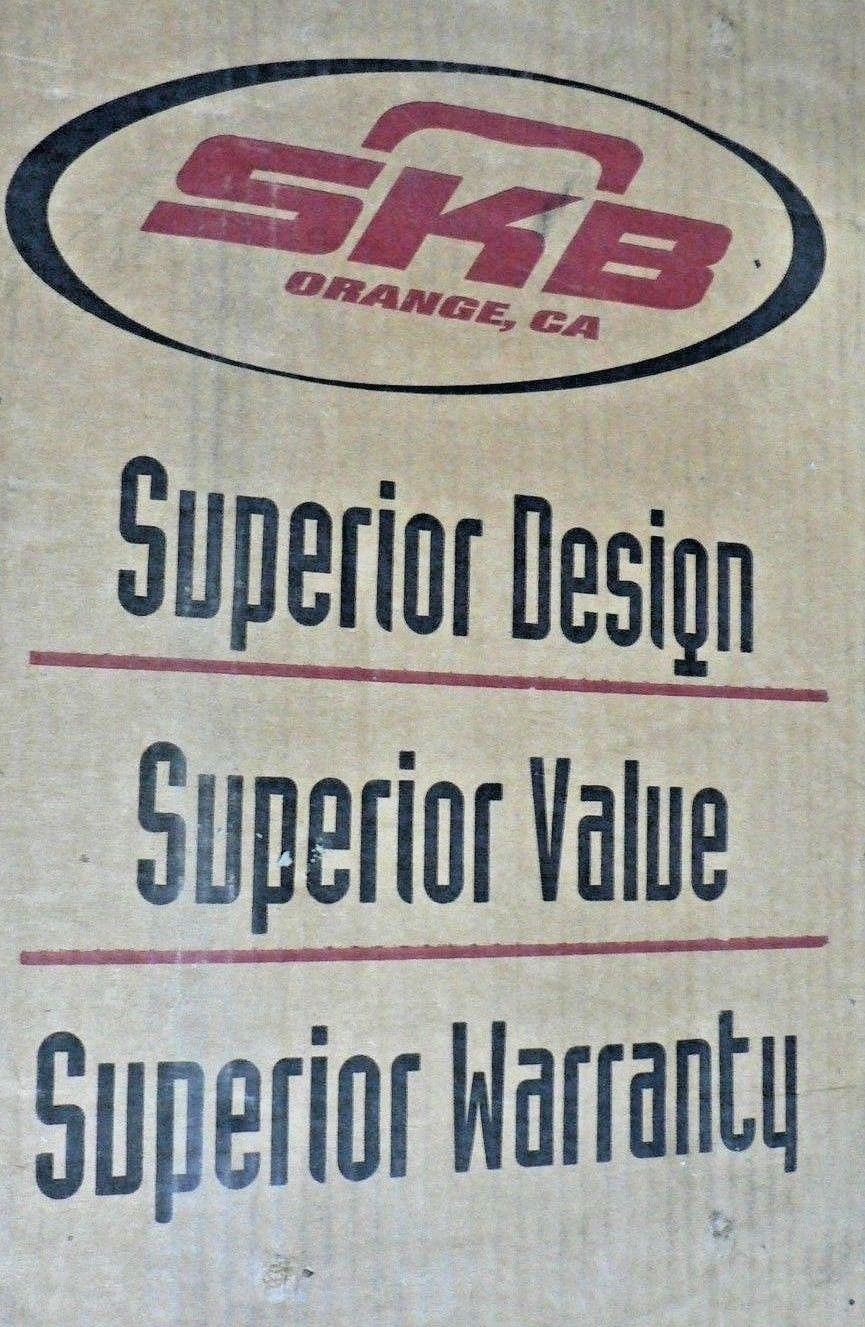 SKB
ORANGE, CA
Superior Design
Superior Value
Superior Warranty